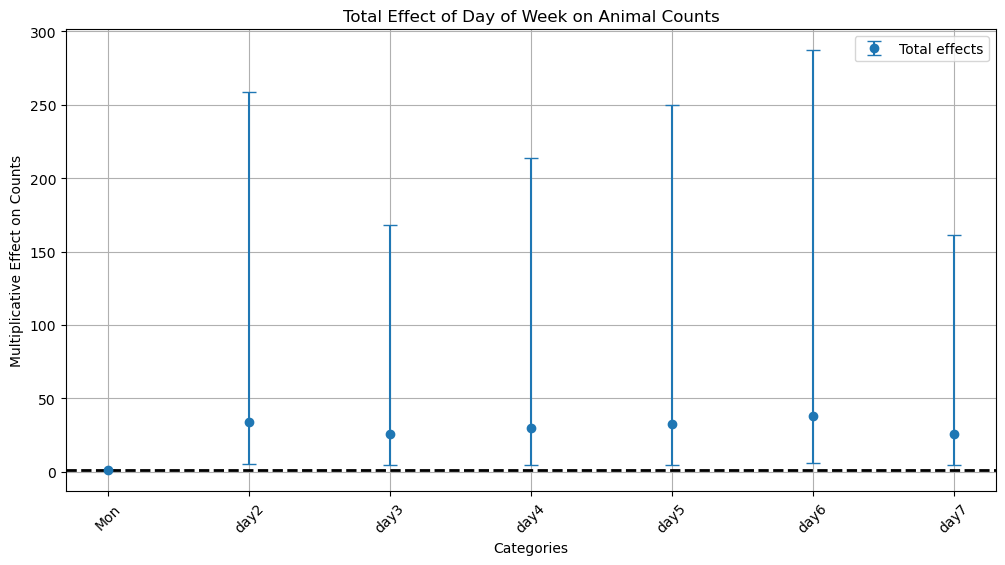 Total Effect of Day of Week on Animal Counts
Total effects
300
250
200
150
100
50
0
Multiplicative Effect on Counts
Mon
day2
day3
day4
day5
day6
day7
Categories